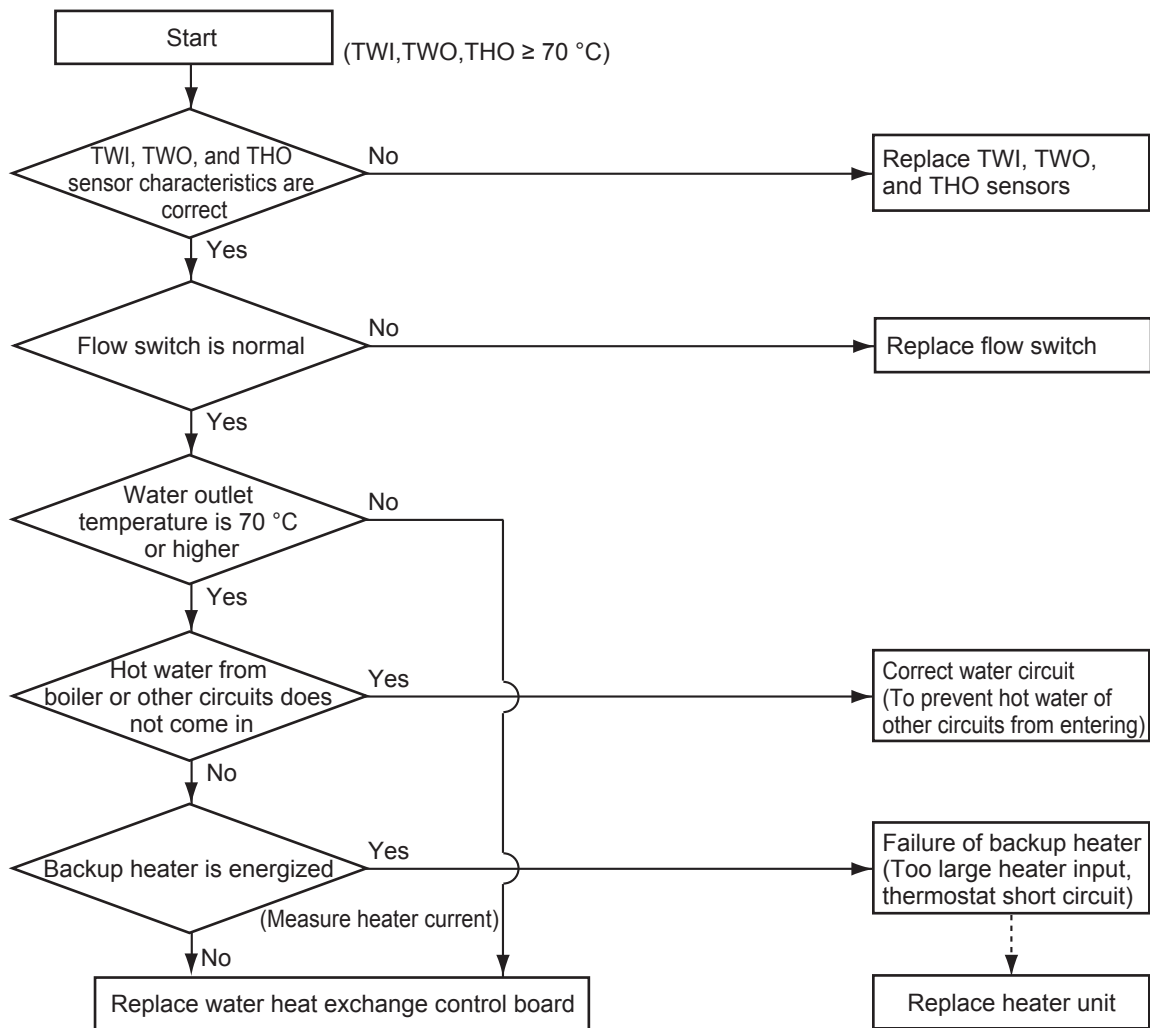 Start
(TWI,TWO,THO ≥ 70 °C)
TWI, TWO, and THO
sensor characteristics are
correct
No
Replace TWI, TWO,
and THO sensors
Yes
Flow switch is normal
No
Replace flow switch
Yes
Water outlet
temperature is 70 °C
or higher
No
Yes
Hot water from
boiler or other circuits does
not come in
Yes
Correct water circuit
(To prevent hot water of
other circuits from entering)
No
Backup heater is energized
Yes
(Measure heater current)
Failure of backup heater
(Too large heater input,
thermostat short circuit)
No
Replace water heat exchange control board
Replace heater unit